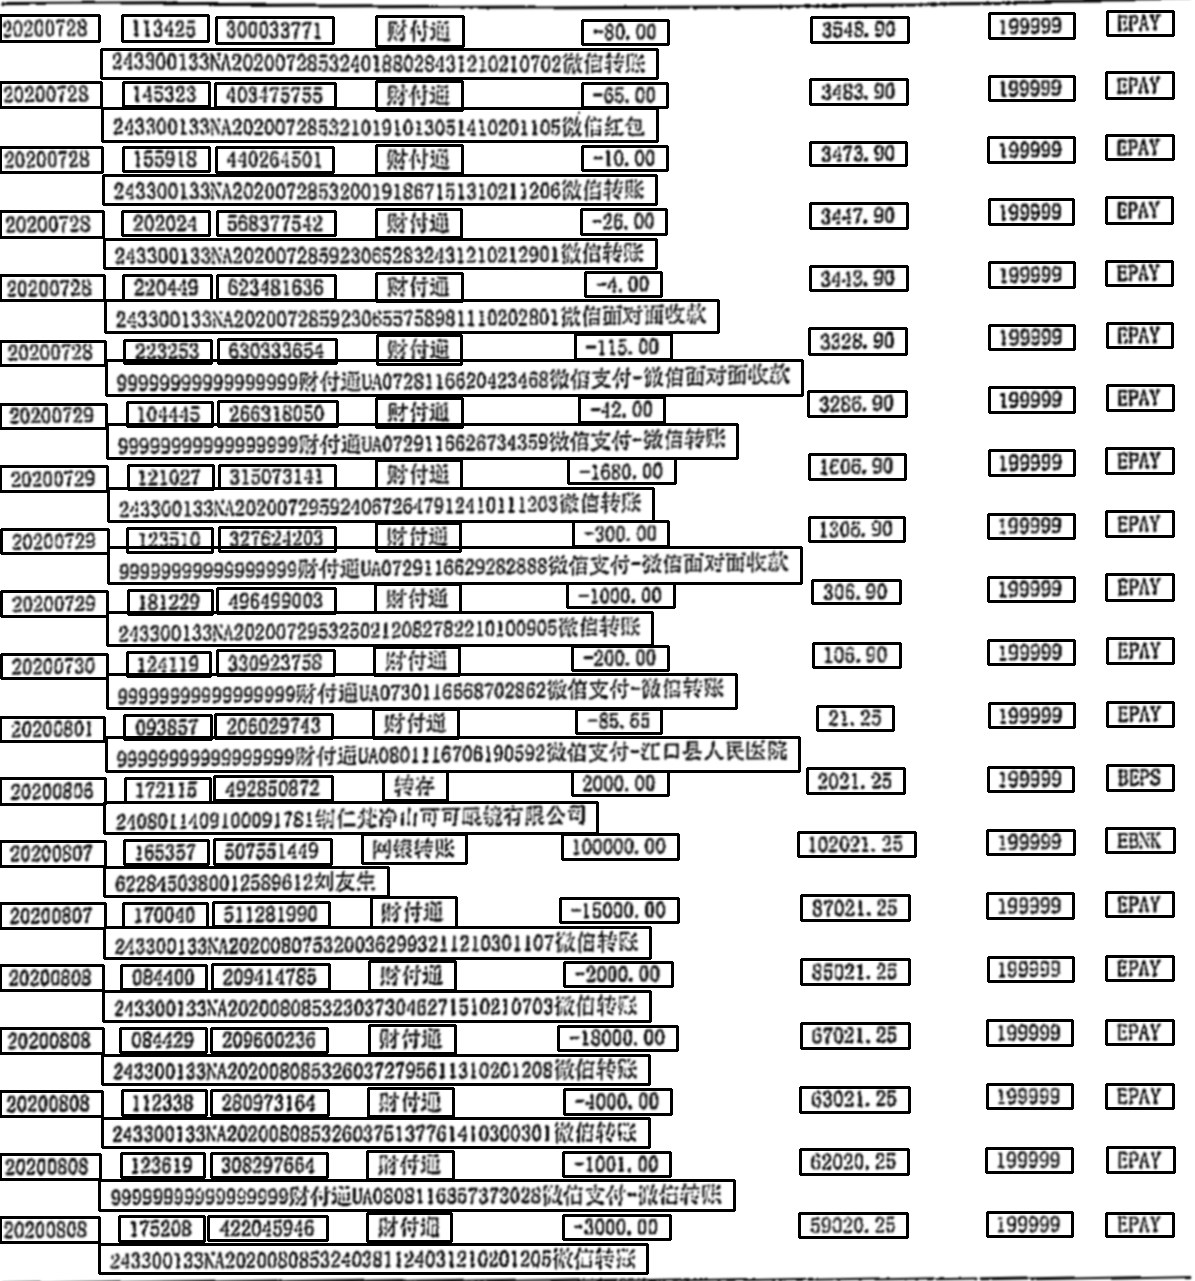 20200728 113425 300033771 财付通 -80.00 3548.90 199999 EPAY
243300133NA20200728532401880284312102107​02微信转账
20200728 145323 403475755 财付通 -65.00 3483.90 199999 EPAY
243300133NA2020072853210191013051410201105微信红包
20200728 155918 440264501 财付通 -10.00 3473.90 199999 EPAY
243300133NA2020072853200191867151310211206微信转账
20200728 202024 568377542 财付通 -26.00 3447.90 199999 EPAY
243300133NA2020072859230652832431210212901微信转账
20200728 220449 623481636 财付通 -4.00 3443.90 199999 EPAY
243300133NA2020072859230655758981110202801微信面对面收款
20200728 223253 630333654 财付通 -115.00 3328.90 199999 EPAY
99999999999999999财付通UA0728116620423468微信支付-微信面对面收款
20200729 104445 266318050 财付通 -42.00 3286.90 199999 EPAY
99999999999999999财付通UA0729116626734359微信支付-微信转账
20200729 121027 315073141 财付通 -1680.00 1606.90 199999 EPAY
243300133NA2020072959240672647912410111203微信转账
20200729 123510 327624203 财付通 -300.00 1306.90 199999 EPAY
99999999999999999财付通UA0729116629282888微信支付-微信面对面收款
20200729 181229 496499003 财付通 -1000.00 306.90 199999 EPAY
243300133NA2020072953250212082782210100905微信转账
20200730 124119 330923758 财付通 -200.00 106.90 199999 EPAY
99999999999999999财付通UA0730116668702862微信支付-微信转账
20200801 093857 206029743 财付通 -85.65 21.25 199999 EPAY
99999999999999999财付通UA0801116706190592微信支付-江口县人民医院
20200806 172115 492850872 转存 2000.00 2021.25 199999 BEPS
2408011409100091781铜仁梵净山可可眼镜有限公司
20200807 165357 507551449 网银转账 100000.00 102021.25 199999 EBNK
6228450380012589612刘友生
20200807 170040 511281990 财付通 -15000.00 87021.25 199999 EPAY
243300133NA2020080753200362993211210301107微信转账
20200808 084400 209414785 财付通 -2000.00 85021.25 199999 EPAY
243300133NA2020080853230373046271510210703微信转账
20200808 084429 209600236 财付通 -18000.00 67021.25 199999 EPAY
243300133NA2020080853260372795611310201208微信转账
20200808 112338 280973164 财付通 -4000.00 63021.25 199999 EPAY
243300133NA2020080853260375137761410300301微信转账
20200808 123619 308297664 财付通 -1001.00 62020.25 199999 EPAY
99999999999999999财付通UA0808116857373028微信支付-微信转账
20200808 175208 422045946 财付通 -3000.00 59020.25 199999 EPAY
243300133NA2020080853240381124031210201205微信转账